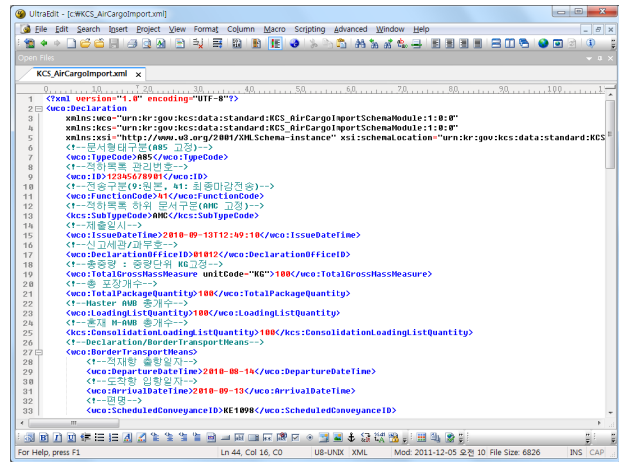 UltraEdit - [c:₩KCS_AirCargoImport.xml]
File Edit Search Insert Project View Format Column Macro Scripting Advanced Window Help
Open Files
KCS_AirCargoImport.xml x
0 10 20 30 40 50 60 70 80 90 100
1 <?xml version="1.0" encoding="UTF-8"?>
2 <wco:Declaration
3 xmlns:wco="urn:kr:gov:kcs:data:standard:KCS_AirCargoImportSchemaModule:1:0:0"
4 xmlns:kcs="urn:kr:gov:kcs:data:standard:KCS_AirCargoImportSchemaModule:1:0:0"
5 xmlns:xsi="http://www.w3.org/2001/XMLSchema-instance" xsi:schemaLocation="urn:kr:gov:kcs:data:standard:KCS
6 <!--문서형태구분(A85 고정)-->
7 <wco:TypeCode>A85</wco:TypeCode>
8 <!--적하목록 관리번호-->
9 <wco:ID>12345678901</wco:ID>
10 <!--전송구분(9:원본, 41: 최종마감전송)-->
11 <wco:FunctionCode>41</wco:FunctionCode>
12 <!--적하목록 하위 문서구분(AMC 고정)-->
13 <kcs:SubTypeCode>AMC</kcs:SubTypeCode>
14 <!--제출일시-->
15 <wco:IssueDateTime>2010-09-13T12:49:10</wco:IssueDateTime>
16 <!--신고세관/과부호-->
17 <wco:DeclarationOfficeID>01012</wco:DeclarationOfficeID>
18 <!--총중량 : 중량단위 KG고정-->
19 <wco:TotalGrossMassMeasure unitCode="KG">100</wco:TotalGrossMassMeasure>
20 <!--총 포장개수-->
21 <wco:TotalPackageQuantity>100</wco:TotalPackageQuantity>
22 <!--Master AWB 총개수-->
23 <wco:LoadingListQuantity>100</wco:LoadingListQuantity>
24 <!--혼재 M-AWB 총개수-->
25 <kcs:ConsolidationLoadingListQuantity>100</kcs:ConsolidationLoadingListQuantity>
26 <!--Declaration/BorderTransportMeans-->
27 <wco:BorderTransportMeans>
28 <!--적재항 출항일자-->
29 <wco:DepartureDateTime>2010-08-14</wco:DepartureDateTime>
30 <!--도착항 입항일자-->
31 <wco:ArrivalDateTime>2010-09-13</wco:ArrivalDateTime>
32 <!--편명-->
33 <wco:ScheduledConveyanceID>KE1098</wco:ScheduledConveyanceID>
For Help, press F1 Ln 44, Col 16, C0 U8-UNIX XML Mod: 2011-12-05 오전 10 File Size: 6826 INS CAP